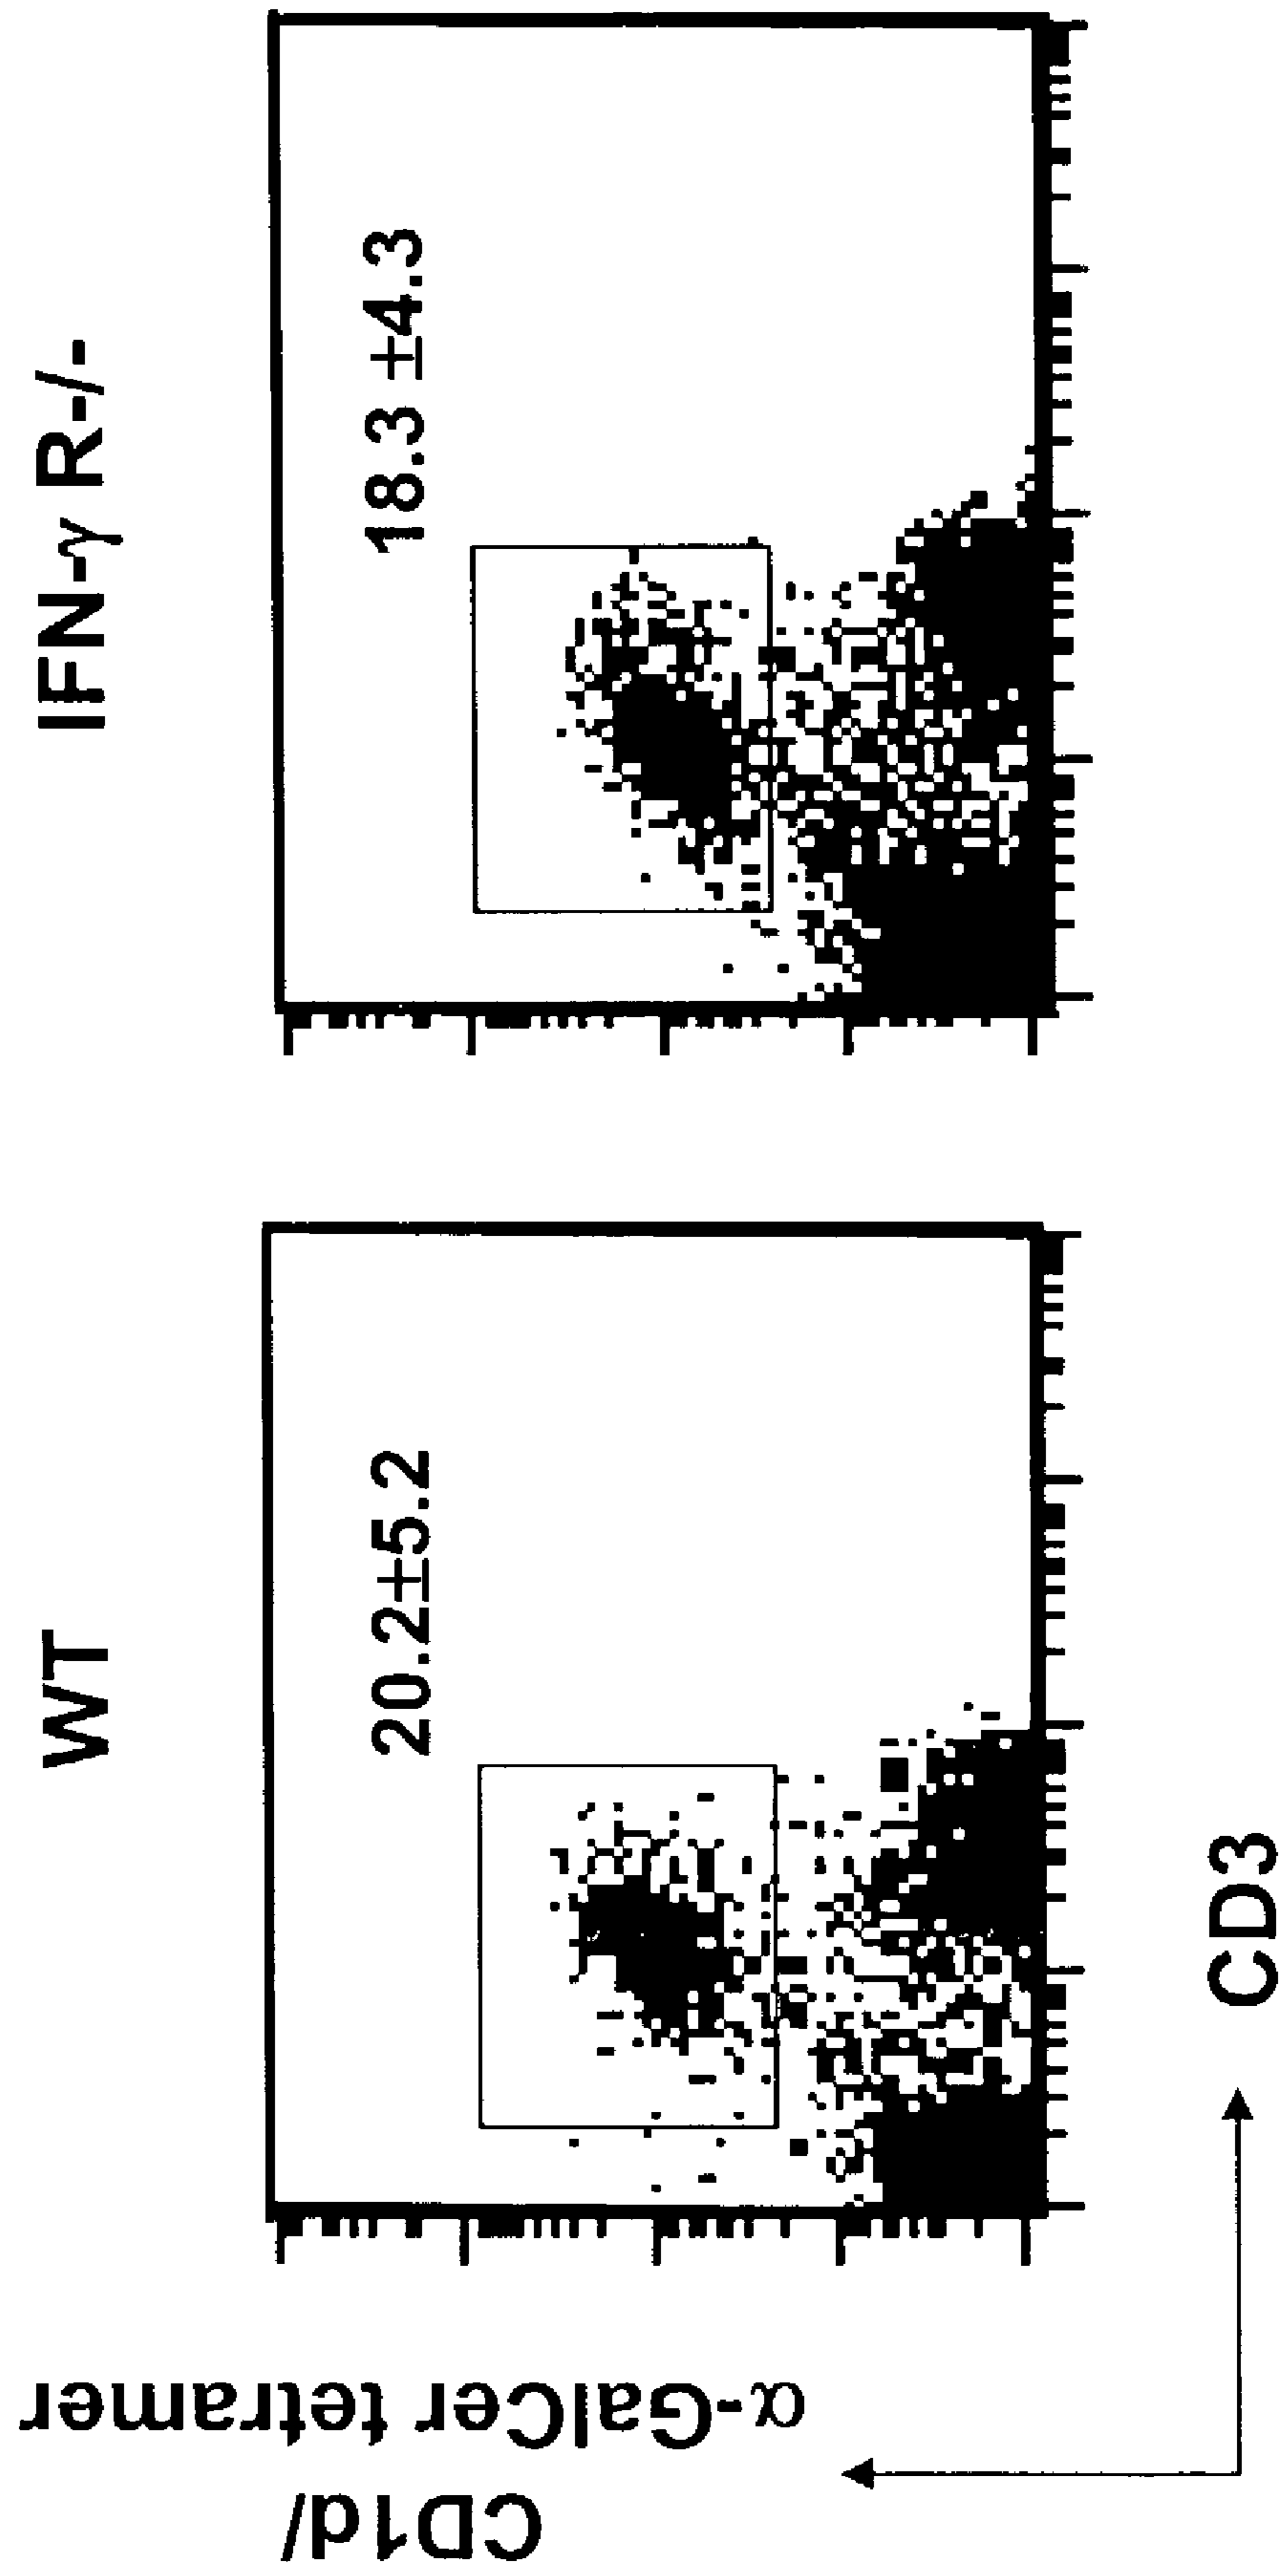 WT
IFN-γ R-/-
20.2±5.2
18.3 ±4.3
CD1d/
α-GalCer tetramer
CD3